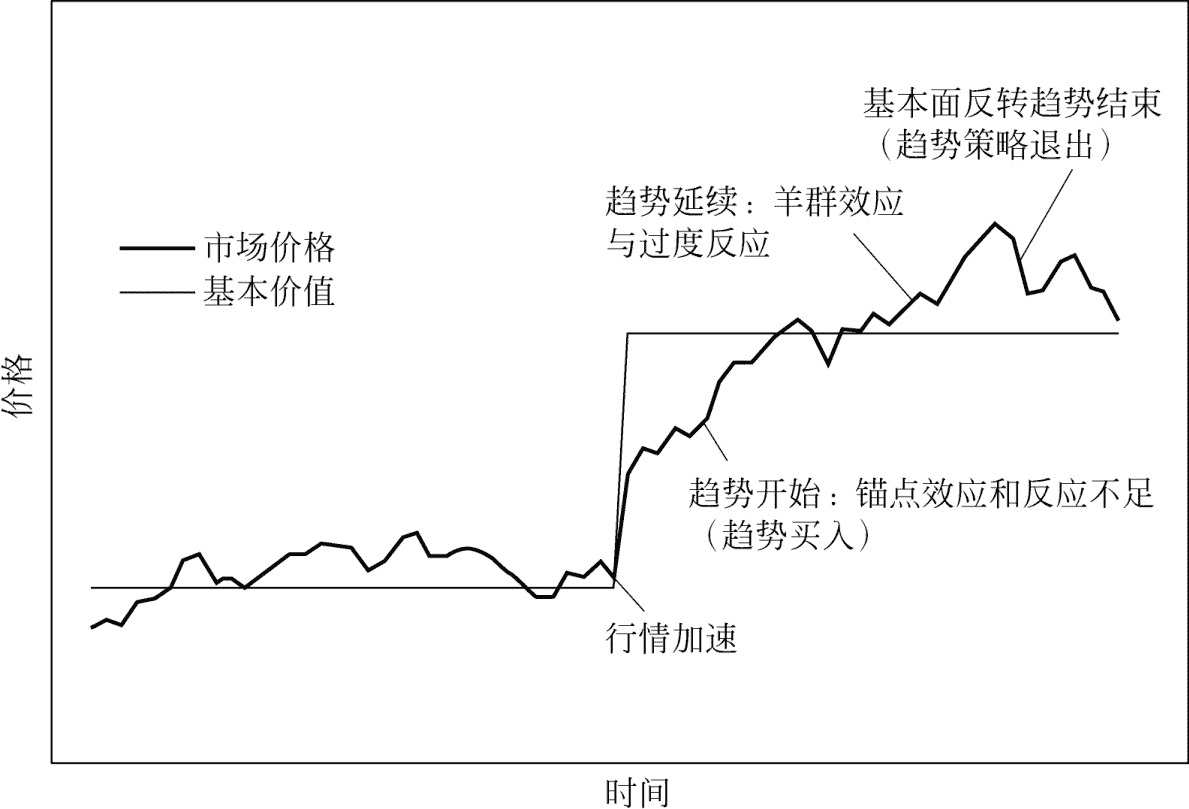 基本面反转趋势结束
（趋势策略退出）
趋势延续：羊群效应
与过度反应
市场价格
基本价值
价格
趋势开始：锚点效应和反应不足
（趋势买入）
行情加速
时间